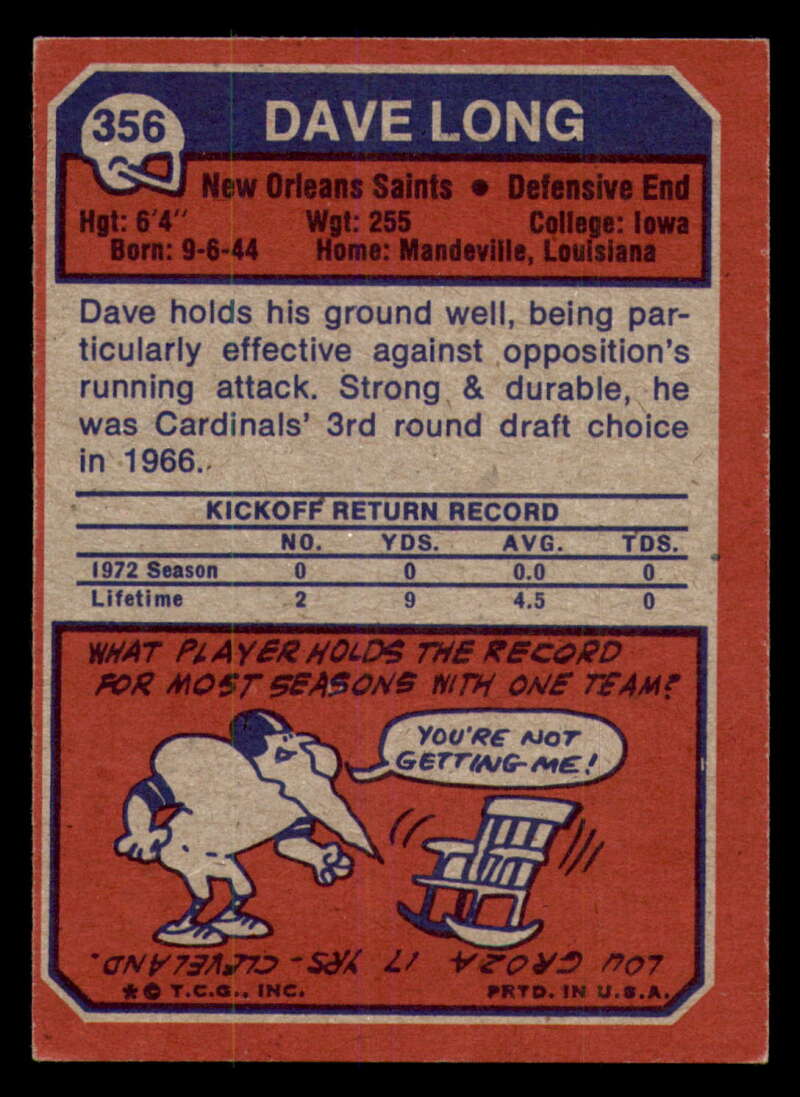 356
DAVE LONG
New Orleans Saints • Defensive End
Hgt: 6'4" Wgt: 255 College: Iowa
Born: 9-6-44 Home: Mandeville, Louisiana
Dave holds his ground well, being par-
ticularly effective against opposition's
running attack. Strong & durable, he
was Cardinals' 3rd round draft choice
in 1966.
KICKOFF RETURN RECORD
NO. YDS. AVG. TDS.
1972 Season 0 0 0.0 0
Lifetime 2 9 4.5 0
WHAT PLAYER HOLDS THE RECORD
FOR MOST SEASONS WITH ONE TEAM?
YOU'RE NOT
GETTING ME!
LOU GROZA 17 YRS-CLEVELAND.
* © T.C.G., INC. PRTD. IN U.S.A.